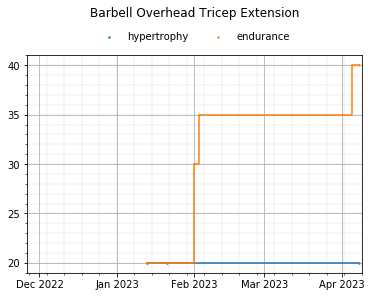 Barbell Overhead Tricep Extension
hypertrophy endurance
40
35
30
25
20
Dec 2022 Jan 2023 Feb 2023 Mar 2023 Apr 2023